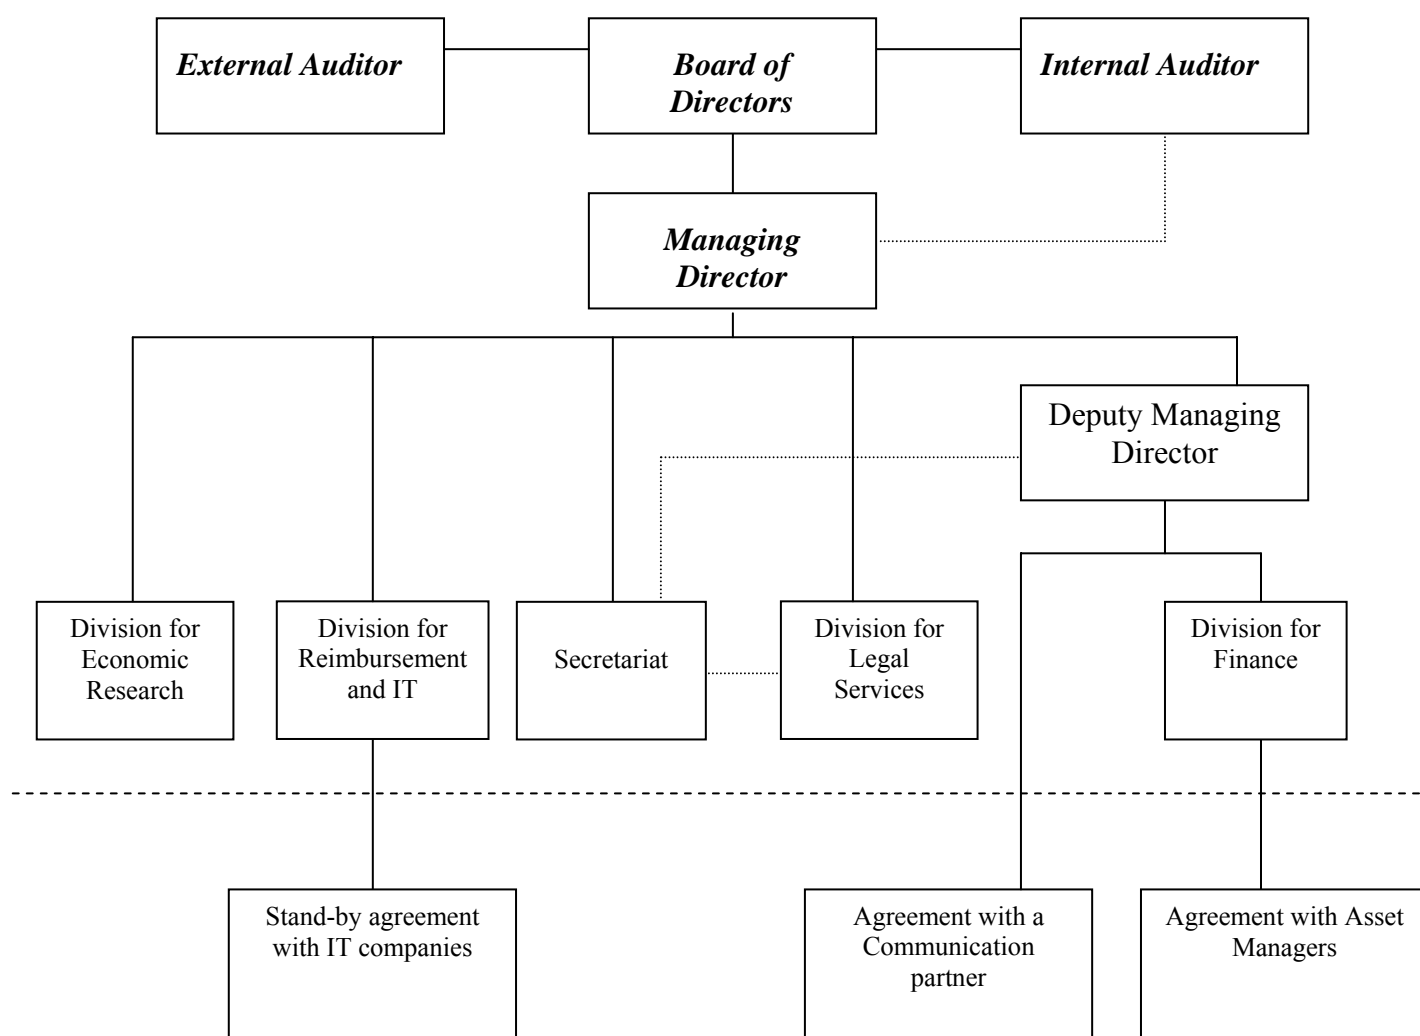 External Auditor
Board of
Directors
Internal Auditor
Managing
Director
Deputy Managing
Director
Division for
Economic
Research
Division for
Reimbursement
and IT
Secretariat
Division for
Legal
Services
Division for
Finance
Stand-by agreement
with IT companies
Agreement with a
Communication
partner
Agreement with Asset
Managers